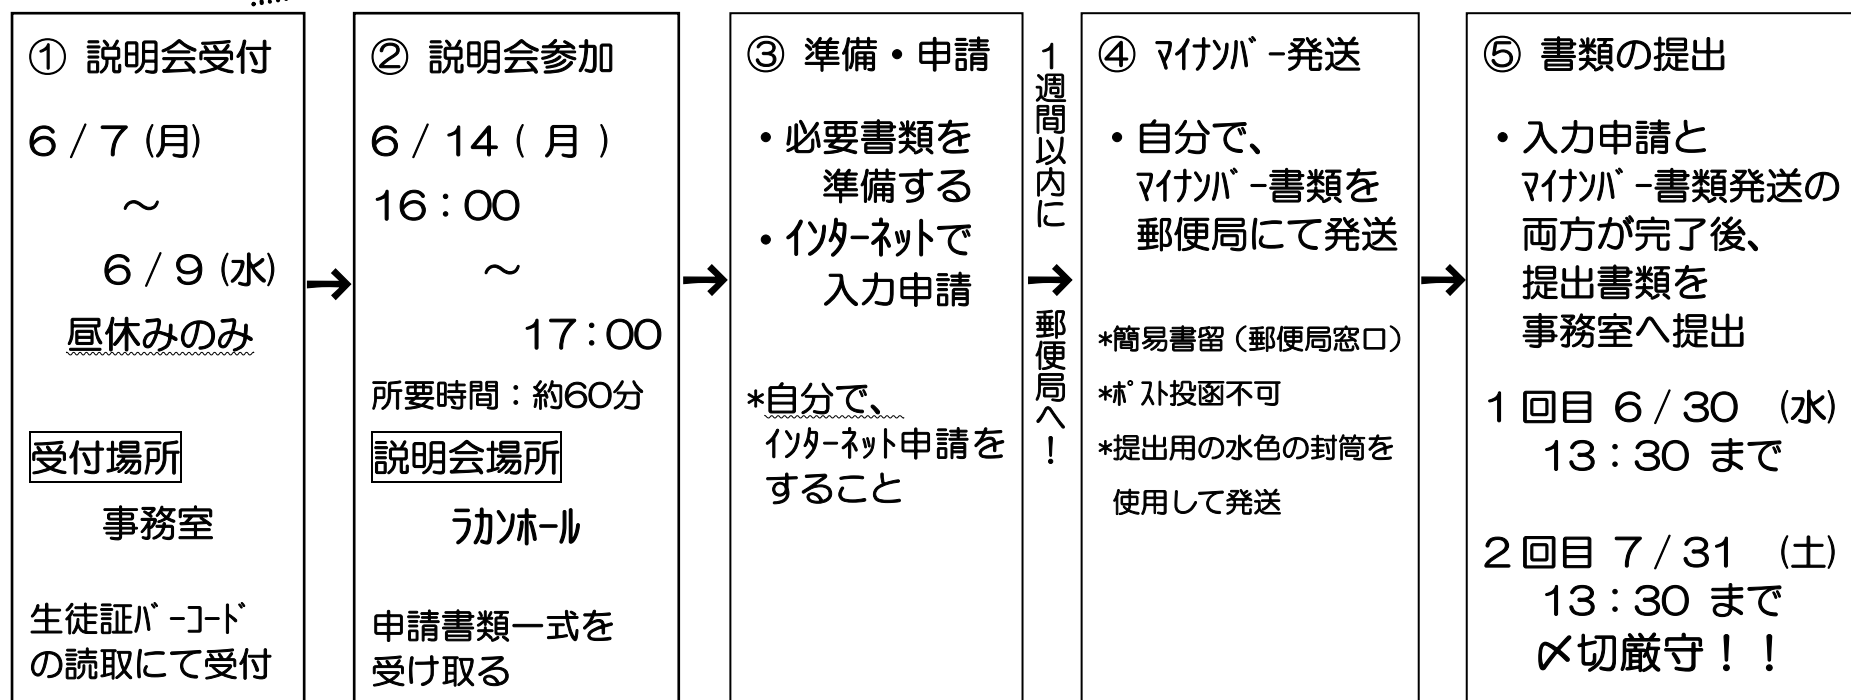 ① 説明会受付
６/７(月)
～
６/９(水)
昼休みのみ
受付場所
事務室
生徒証ﾊﾞｰｺｰﾄﾞ
の読取にて受付
→
② 説明会参加
６/14(月)
16：00
～
17：00
所要時間：約60分
説明会場所
ﾗｶﾝﾎｰﾙ
申請書類一式を
受け取る
→
③ 準備・申請
・必要書類を
準備する
・ｲﾝﾀｰﾈｯﾄで
入力申請
*自分で、
ｲﾝﾀｰﾈｯﾄ申請を
すること
１週間以内に
→
郵便局へ！
④ ﾏｲﾅﾝﾊﾞｰ発送
・自分で、
ﾏｲﾅﾝﾊﾞｰ書類を
郵便局にて発送
*簡易書留（郵便局窓口）
*ﾎﾟｽﾄ投函不可
*提出用の水色の封筒を
使用して発送
→
⑤ 書類の提出
・入力申請と
ﾏｲﾅﾝﾊﾞｰ書類発送の
両方が完了後、
提出書類を
事務室へ提出
１回目 ６/30 (水)
13：30 まで
２回目 ７/31 (土)
13：30 まで
〆切厳守！！